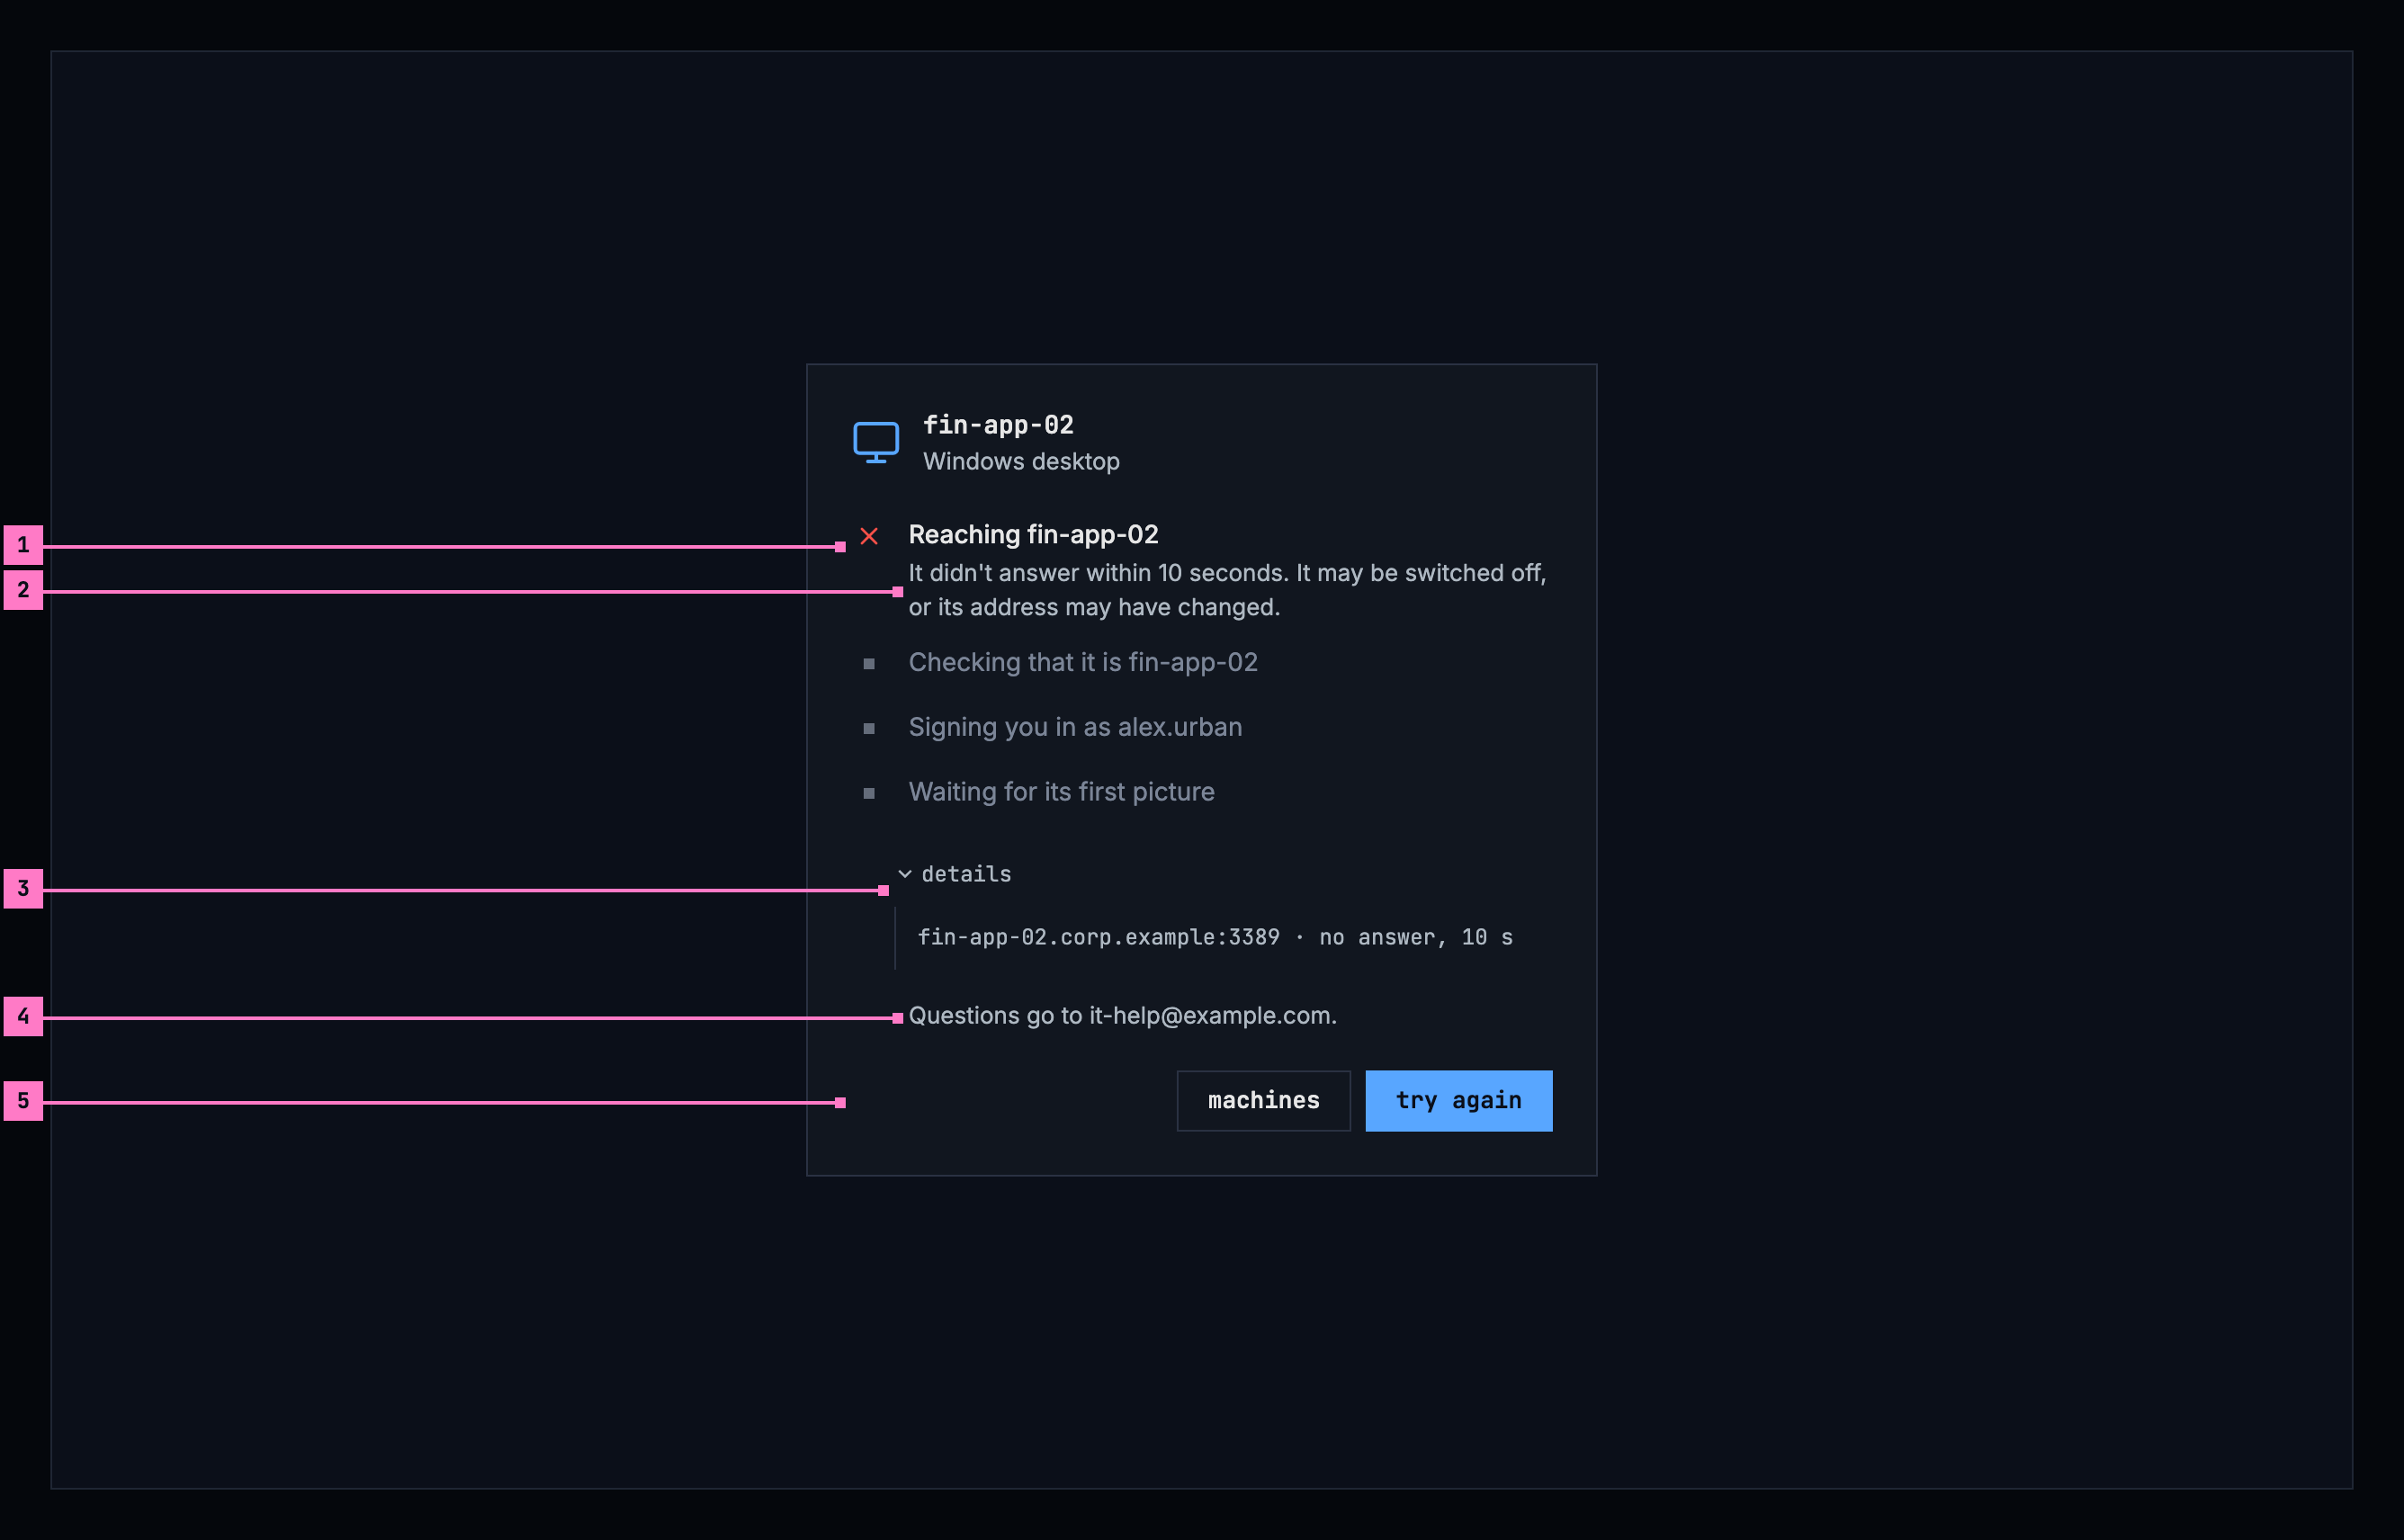 fin-app-02
Windows desktop
1
Reaching fin-app-02
2
It didn't answer within 10 seconds. It may be switched off,
or its address may have changed.
Checking that it is fin-app-02
Signing you in as alex.urban
Waiting for its first picture
3
details
fin-app-02.corp.example:3389 · no answer, 10 s
4
Questions go to it-help@example.com.
5
machines
try again